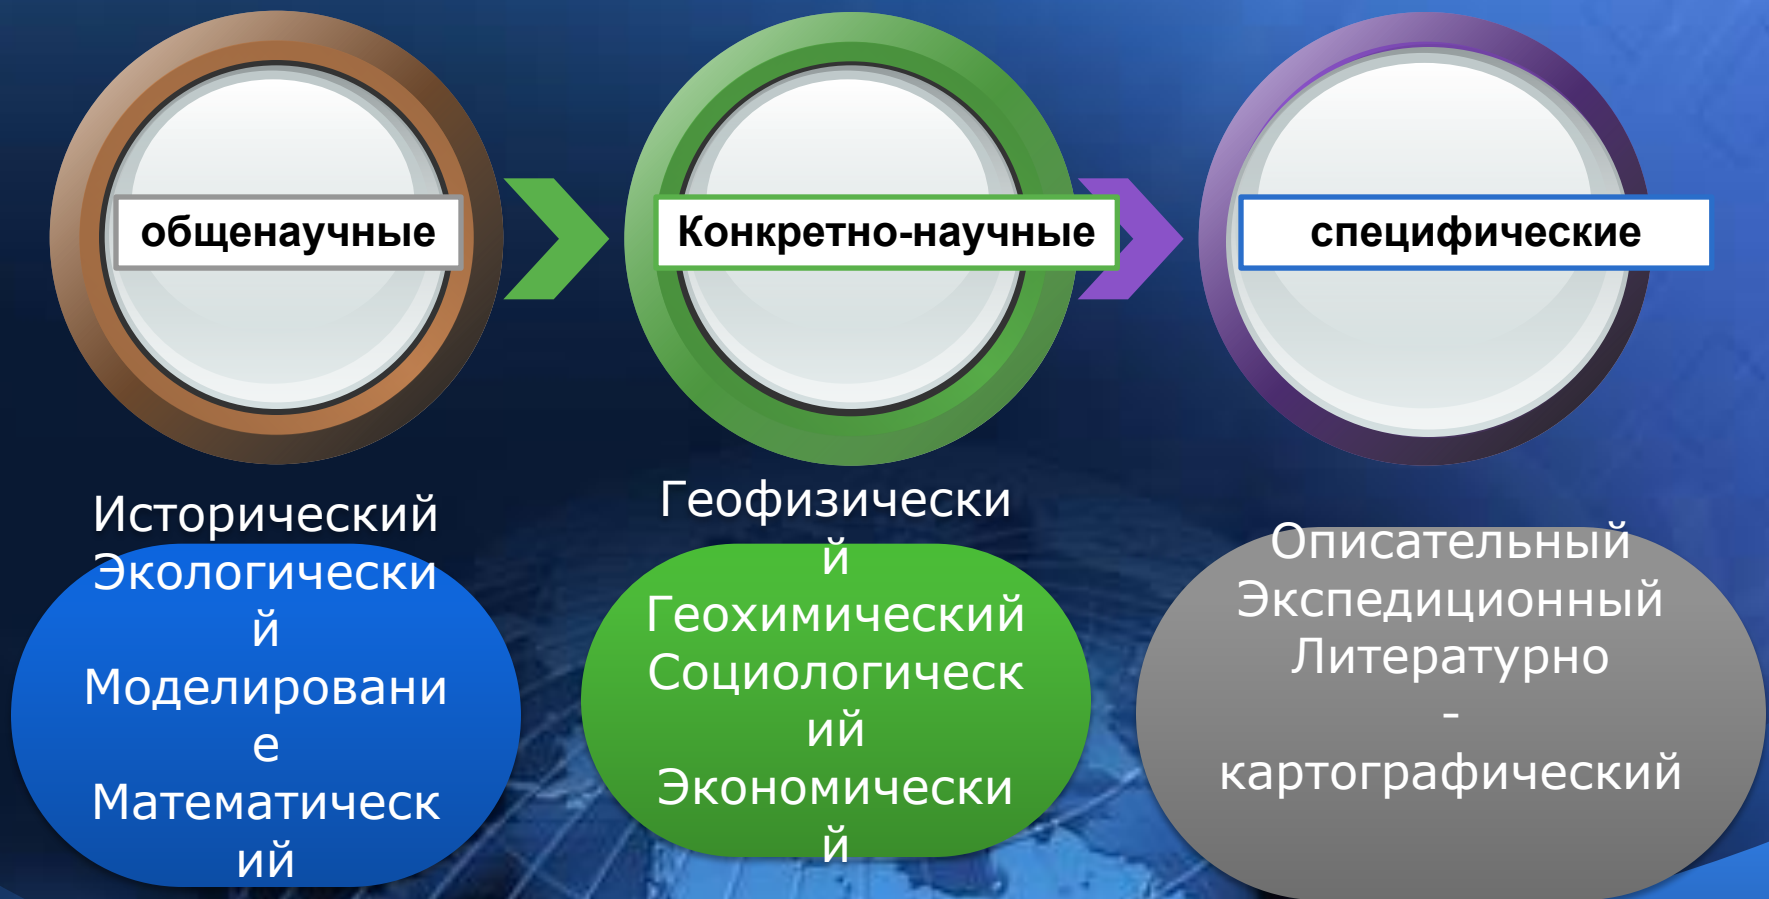 общенаучные
Конкретно-научные
специфические
Исторический
Экологически
й
Моделировани
е
Математическ
ий
Геофизически
й
Геохимический
Социологическ
ий
Экономически
й
Описательный
Экспедиционный
Литературно
-
картографический